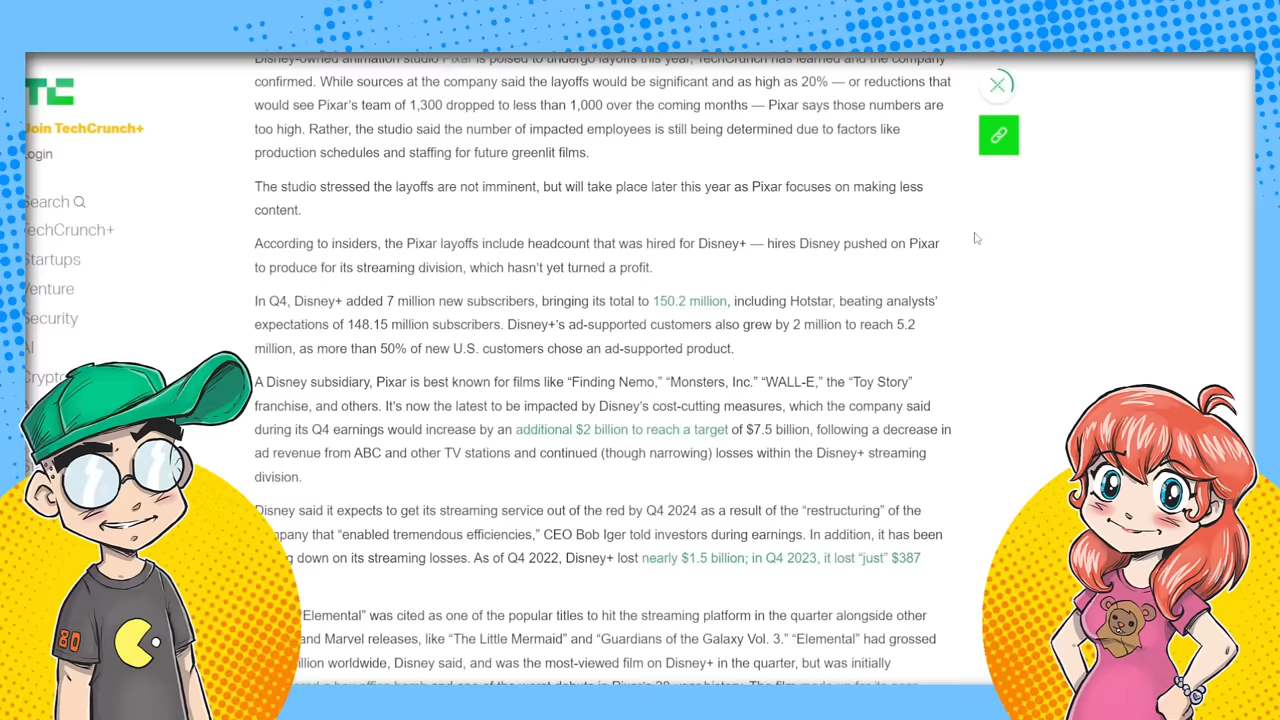 TC
Join TechCrunch+
Login
Search
TechCrunch+
Startups
Venture
Security
AI
Crypto
Disney-owned animation studio Pixar is poised to undergo layoffs this year, TechCrunch has learned and the company
confirmed. While sources at the company said the layoffs would be significant and as high as 20% — or reductions that
would see Pixar's team of 1,300 dropped to less than 1,000 over the coming months — Pixar says those numbers are
too high. Rather, the studio said the number of impacted employees is still being determined due to factors like
production schedules and staffing for future greenlit films.
The studio stressed the layoffs are not imminent, but will take place later this year as Pixar focuses on making less
content.
According to insiders, the Pixar layoffs include headcount that was hired for Disney+ — hires Disney pushed on Pixar
to produce for its streaming division, which hasn't yet turned a profit.
In Q4, Disney+ added 7 million new subscribers, bringing its total to 150.2 million, including Hotstar, beating analysts'
expectations of 148.15 million subscribers. Disney+'s ad-supported customers also grew by 2 million to reach 5.2
million, as more than 50% of new U.S. customers chose an ad-supported product.
A Disney subsidiary, Pixar is best known for films like “Finding Nemo,” “Monsters, Inc.” “WALL-E,” the “Toy Story”
franchise, and others. It's now the latest to be impacted by Disney's cost-cutting measures, which the company said
during its Q4 earnings would increase by an additional $2 billion to reach a target of $7.5 billion, following a decrease in
ad revenue from ABC and other TV stations and continued (though narrowing) losses within the Disney+ streaming
division.
Disney said it expects to get its streaming service out of the red by Q4 2024 as a result of the “restructuring” of the
company that “enabled tremendous efficiencies,” CEO Bob Iger told investors during earnings. In addition, it has been
down on its streaming losses. As of Q4 2022, Disney+ lost nearly $1.5 billion; in Q4 2023, it lost “just” $387
“Elemental” was cited as one of the popular titles to hit the streaming platform in the quarter alongside other
and Marvel releases, like “The Little Mermaid” and “Guardians of the Galaxy Vol. 3.” “Elemental” had grossed
worldwide, Disney said, and was the most-viewed film on Disney+ in the quarter, but was initially
80